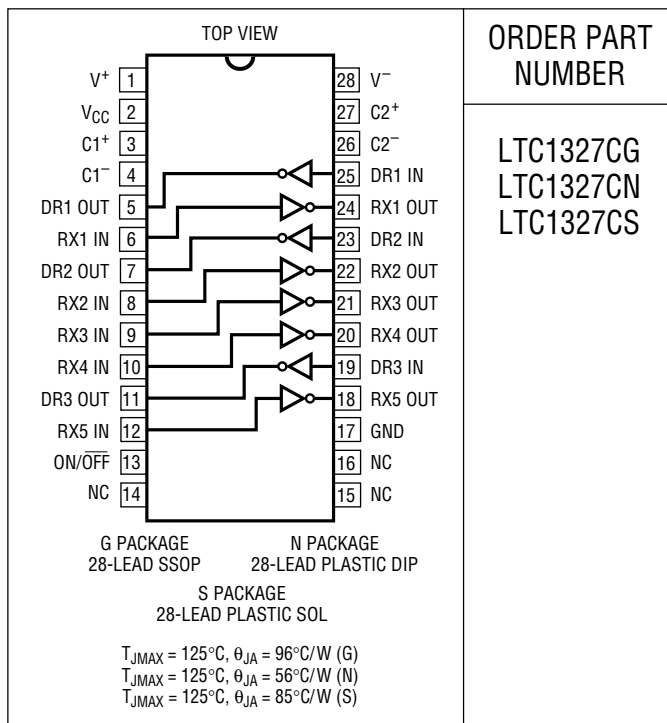 TOP VIEW
V+ 1
VCC 2
C1+ 3
C1− 4
DR1 OUT 5
RX1 IN 6
DR2 OUT 7
RX2 IN 8
RX3 IN 9
RX4 IN 10
DR3 OUT 11
RX5 IN 12
ON/OFF 13
NC 14
28 V−
27 C2+
26 C2−
25 DR1 IN
24 RX1 OUT
23 DR2 IN
22 RX2 OUT
21 RX3 OUT
20 RX4 OUT
19 DR3 IN
18 RX5 OUT
17 GND
16 NC
15 NC
G PACKAGE
28-LEAD SSOP
N PACKAGE
28-LEAD PLASTIC DIP
S PACKAGE
28-LEAD PLASTIC SOL
TJMAX = 125°C, θJA = 96°C/W (G)
TJMAX = 125°C, θJA = 56°C/W (N)
TJMAX = 125°C, θJA = 85°C/W (S)
ORDER PART
NUMBER
LTC1327CG
LTC1327CN
LTC1327CS